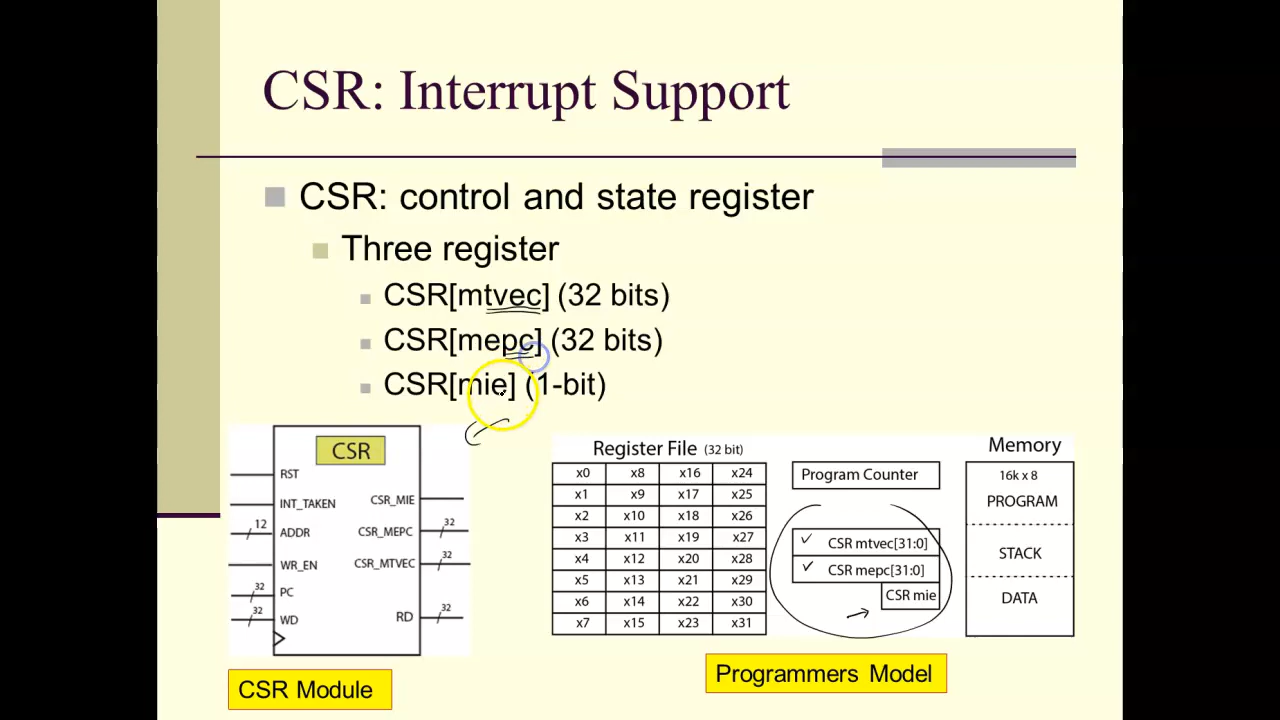 CSR: Interrupt Support
CSR: control and state register
Three register
CSR[mtvec] (32 bits)
CSR[mepc] (32 bits)
CSR[mie] (1-bit)
CSR
RST
INT_TAKEN
12
ADDR
WR_EN
32
PC
32
WD
CSR_MIE
32
CSR_MEPC
32
CSR_MTVEC
32
RD
CSR Module
Register File (32 bit)
x0 x8 x16 x24
x1 x9 x17 x25
x2 x10 x18 x26
x3 x11 x19 x27
x4 x12 x20 x28
x5 x13 x21 x29
x6 x14 x22 x30
x7 x15 x23 x31
Program Counter
CSR mtvec[31:0]
CSR mepc[31:0]
CSR mie
Memory
16k x 8
PROGRAM
STACK
DATA
Programmers Model